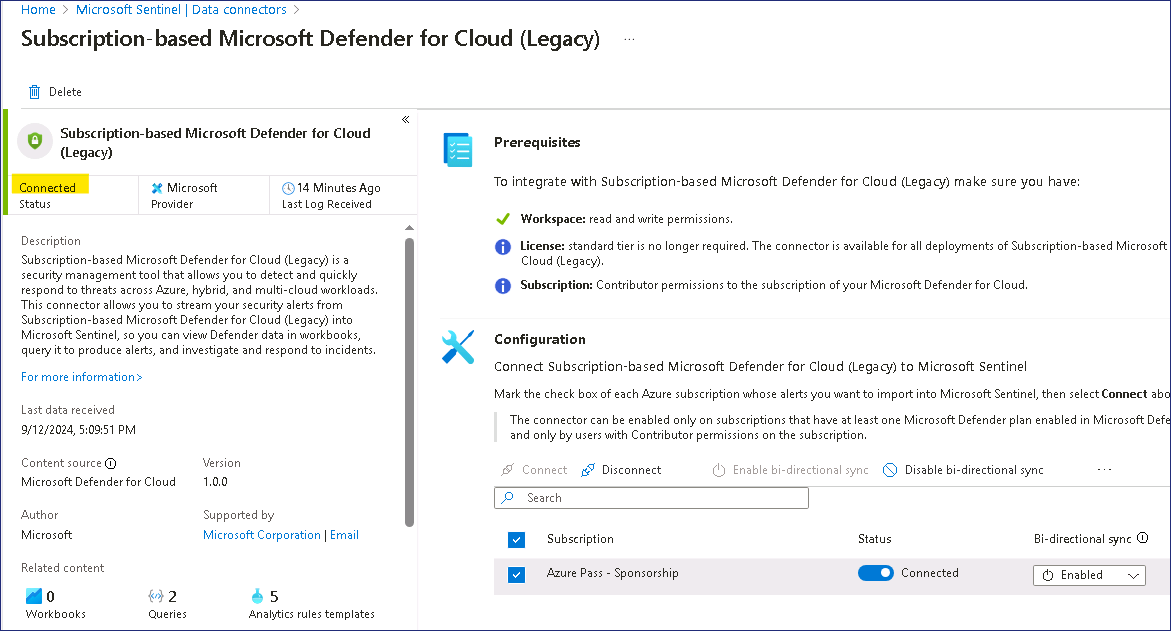 Home > Microsoft Sentinel | Data connectors >
Subscription-based Microsoft Defender for Cloud (Legacy) ...
Delete
«
Subscription-based Microsoft Defender for Cloud
(Legacy)
Connected
Status
Microsoft
Provider
14 Minutes Ago
Last Log Received
Description
Subscription-based Microsoft Defender for Cloud (Legacy) is a
security management tool that allows you to detect and quickly
respond to threats across Azure, hybrid, and multi-cloud workloads.
This connector allows you to stream your security alerts from
Subscription-based Microsoft Defender for Cloud (Legacy) into
Microsoft Sentinel, so you can view Defender data in workbooks,
query it to produce alerts, and investigate and respond to incidents.
For more information>
Last data received
9/12/2024, 5:09:51 PM
Content source
Microsoft Defender for Cloud
Version
1.0.0
Author
Microsoft
Supported by
Microsoft Corporation | Email
Related content
0
Workbooks
2
Queries
5
Analytics rules templates
Prerequisites
To integrate with Subscription-based Microsoft Defender for Cloud (Legacy) make sure you have:
Workspace: read and write permissions.
License: standard tier is no longer required. The connector is available for all deployments of Subscription-based Microsoft
Cloud (Legacy).
Subscription: Contributor permissions to the subscription of your Microsoft Defender for Cloud.
Configuration
Connect Subscription-based Microsoft Defender for Cloud (Legacy) to Microsoft Sentinel
Mark the check box of each Azure subscription whose alerts you want to import into Microsoft Sentinel, then select Connect abo
The connector can be enabled only on subscriptions that have at least one Microsoft Defender plan enabled in Microsoft Defe
and only by users with Contributor permissions on the subscription.
Connect Disconnect Enable bi-directional sync Disable bi-directional sync ...
Search
Subscription Status Bi-directional sync
Azure Pass - Sponsorship Connected Enabled